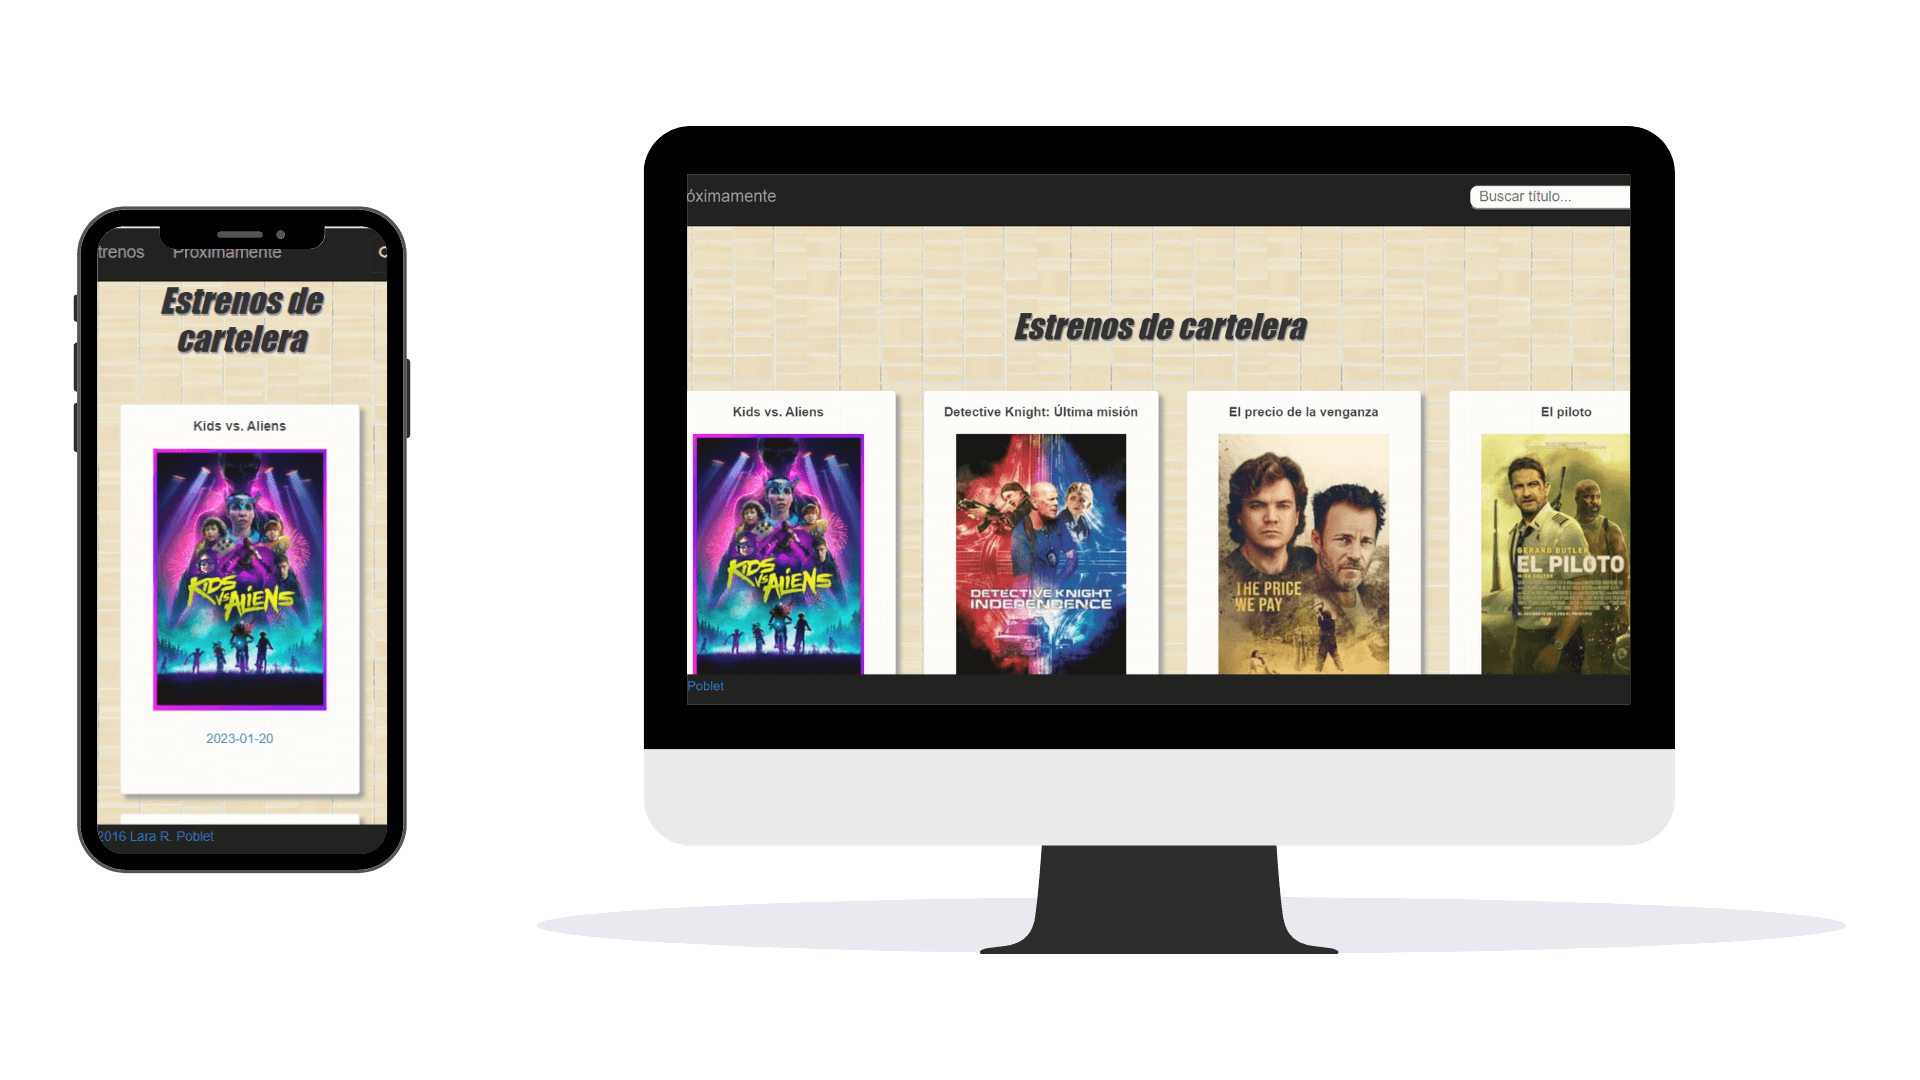 trenos Próximamente
Estrenos de
cartelera
Kids vs. Aliens
KIDS
VS ALIENS
2023-01-20
2016 Lara R. Poblet
óximamente
Buscar título...
Estrenos de cartelera
Kids vs. Aliens
Detective Knight: Última misión
El precio de la venganza
El piloto
KIDS
VS ALIENS
DETECTIVE KNIGHT
INDEPENDENCE
THE PRICE
WE PAY
GERARD BUTLER
EL PILOTO
MIKE COLTER
Poblet